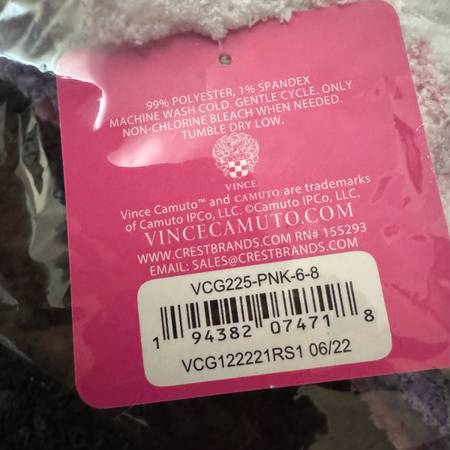 99% POLYESTER, 1% SPANDEX
MACHINE WASH COLD. GENTLE CYCLE. ONLY
NON-CHLORINE BLEACH WHEN NEEDED.
TUMBLE DRY LOW.
VINCE CAMUTO
Vince Camuto™ and CAMUTO are trademarks
of Camuto IPCo, LLC. ©Camuto IPCo, LLC.
VINCECAMUTO.COM
WWW.CRESTBRANDS.COM RN# 155293
EMAIL: SALES@CRESTBRANDS.COM
VCG225-PNK-6-8
1 94382 07471 8
VCG122221RS1 06/22